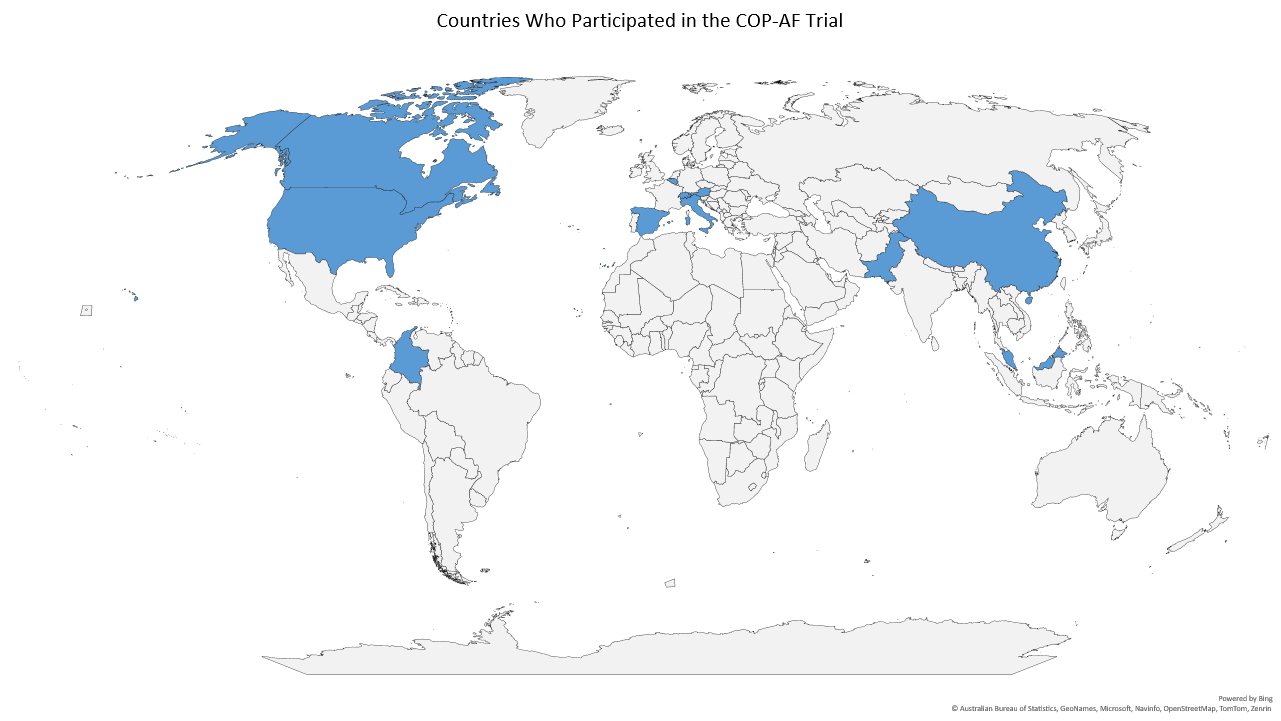 Countries Who Participated in the COP-AF Trial
Powered by Bing
© Australian Bureau of Statistics, GeoNames, Microsoft, Navinfo, OpenStreetMap, TomTom, Zenrin